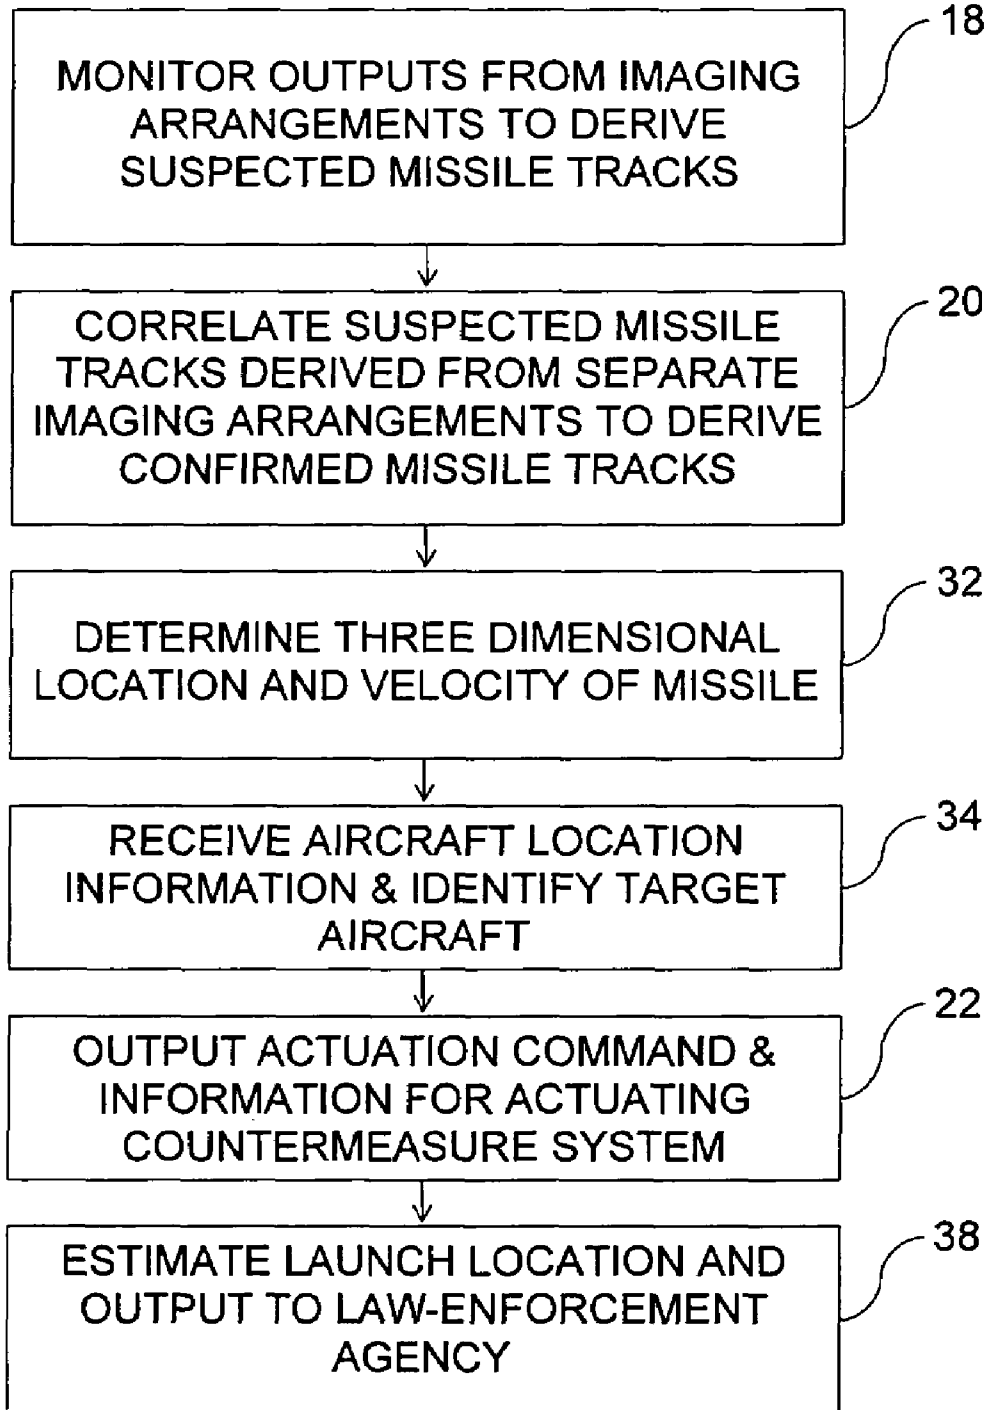 18
MONITOR OUTPUTS FROM IMAGING
ARRANGEMENTS TO DERIVE
SUSPECTED MISSILE TRACKS
20
CORRELATE SUSPECTED MISSILE
TRACKS DERIVED FROM SEPARATE
IMAGING ARRANGEMENTS TO DERIVE
CONFIRMED MISSILE TRACKS
32
DETERMINE THREE DIMENSIONAL
LOCATION AND VELOCITY OF MISSILE
34
RECEIVE AIRCRAFT LOCATION
INFORMATION & IDENTIFY TARGET
AIRCRAFT
22
OUTPUT ACTUATION COMMAND &
INFORMATION FOR ACTUATING
COUNTERMEASURE SYSTEM
38
ESTIMATE LAUNCH LOCATION AND
OUTPUT TO LAW-ENFORCEMENT
AGENCY